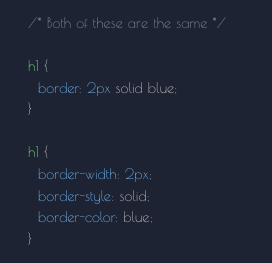 /* Both of these are the same */
h1 {
border: 2px solid blue;
}
h1 {
border-width: 2px;
border-style: solid;
border-color: blue;
}